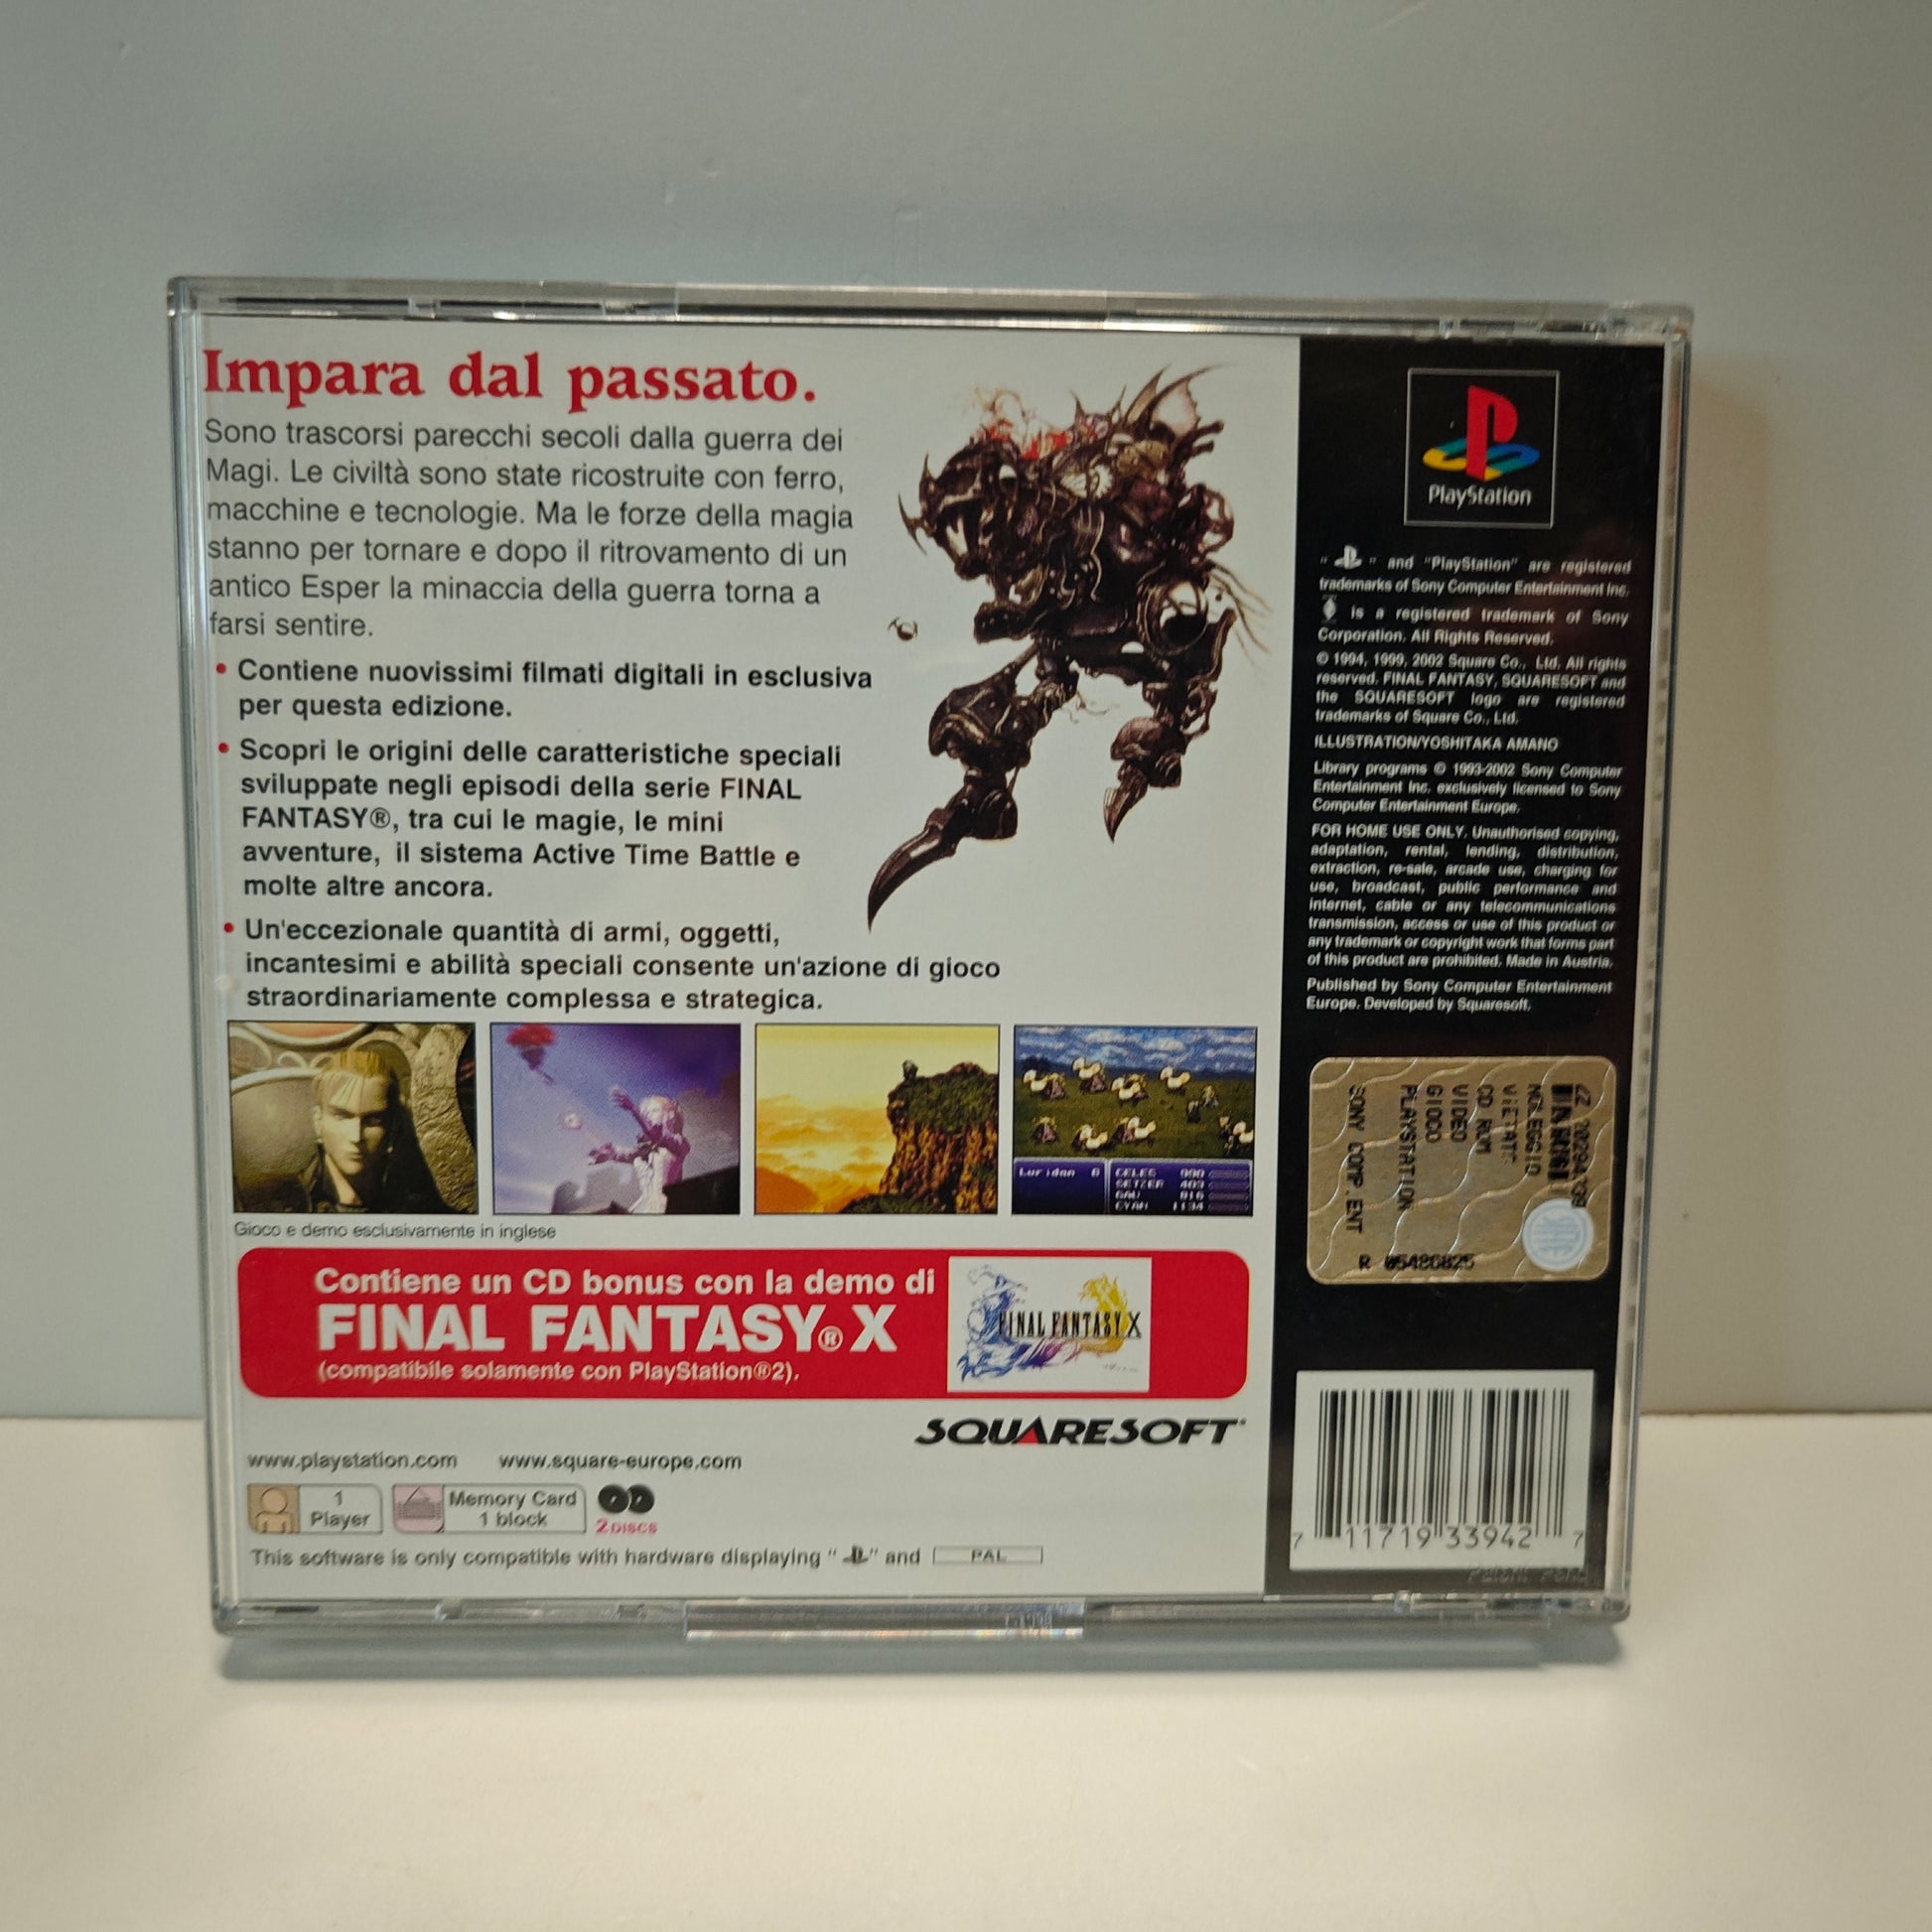 Impara dal passato.
Sono trascorsi parecchi secoli dalla guerra dei
Magi. Le civiltà sono state ricostruite con ferro,
macchine e tecnologie. Ma le forze della magia
stanno per tornare e dopo il ritrovamento di un
antico Esper la minaccia della guerra torna a
farsi sentire.
• Contiene nuovissimi filmati digitali in esclusiva
per questa edizione.
• Scopri le origini delle caratteristiche speciali
sviluppate negli episodi della serie FINAL
FANTASY®, tra cui le magie, le mini
avventure, il sistema Active Time Battle e
molte altre ancora.
• Un'eccezionale quantità di armi, oggetti,
incantesimi e abilità speciali consente un'azione di gioco
straordinariamente complessa e strategica.
CELES
SETZER
GAU
CYAN 1134
Gioco e demo esclusivamente in inglese
Contiene un CD bonus con la demo di
FINAL FANTASY® X
(compatibile solamente con PlayStation®2).
FINAL FANTASY X
SQUARESOFT
www.playstation.com www.square-europe.com
1
Player
Memory Card
1 block
2 DISCS
This software is only compatible with hardware displaying " " and PAL
PlayStation
" " and "PlayStation" are registered
trademarks of Sony Computer Entertainment Inc.
is a registered trademark of Sony
Corporation. All Rights Reserved.
© 1994, 1999, 2002 Square Co., Ltd. All rights
reserved. FINAL FANTASY, SQUARESOFT and
the SQUARESOFT logo are registered
trademarks of Square Co., Ltd.
ILLUSTRATION/YOSHITAKA AMANO
Library programs © 1993-2002 Sony Computer
Entertainment Inc. exclusively licensed to Sony
Computer Entertainment Europe.
FOR HOME USE ONLY. Unauthorised copying,
adaptation, rental, lending, distribution,
extraction, re-sale, arcade use, charging for
use, broadcast, public performance and
internet, cable or any telecommunications
transmission, access or use of this product or
any trademark or copyright work that forms part
of this product are prohibited. Made in Austria.
Published by Sony Computer Entertainment
Europe. Developed by Squaresoft.
NOLEGGIO
CD ROM
VIDEO
GIOCO
PLAYSTATION
SONY COMP.ENT
SIAE
7 11719 33942 7